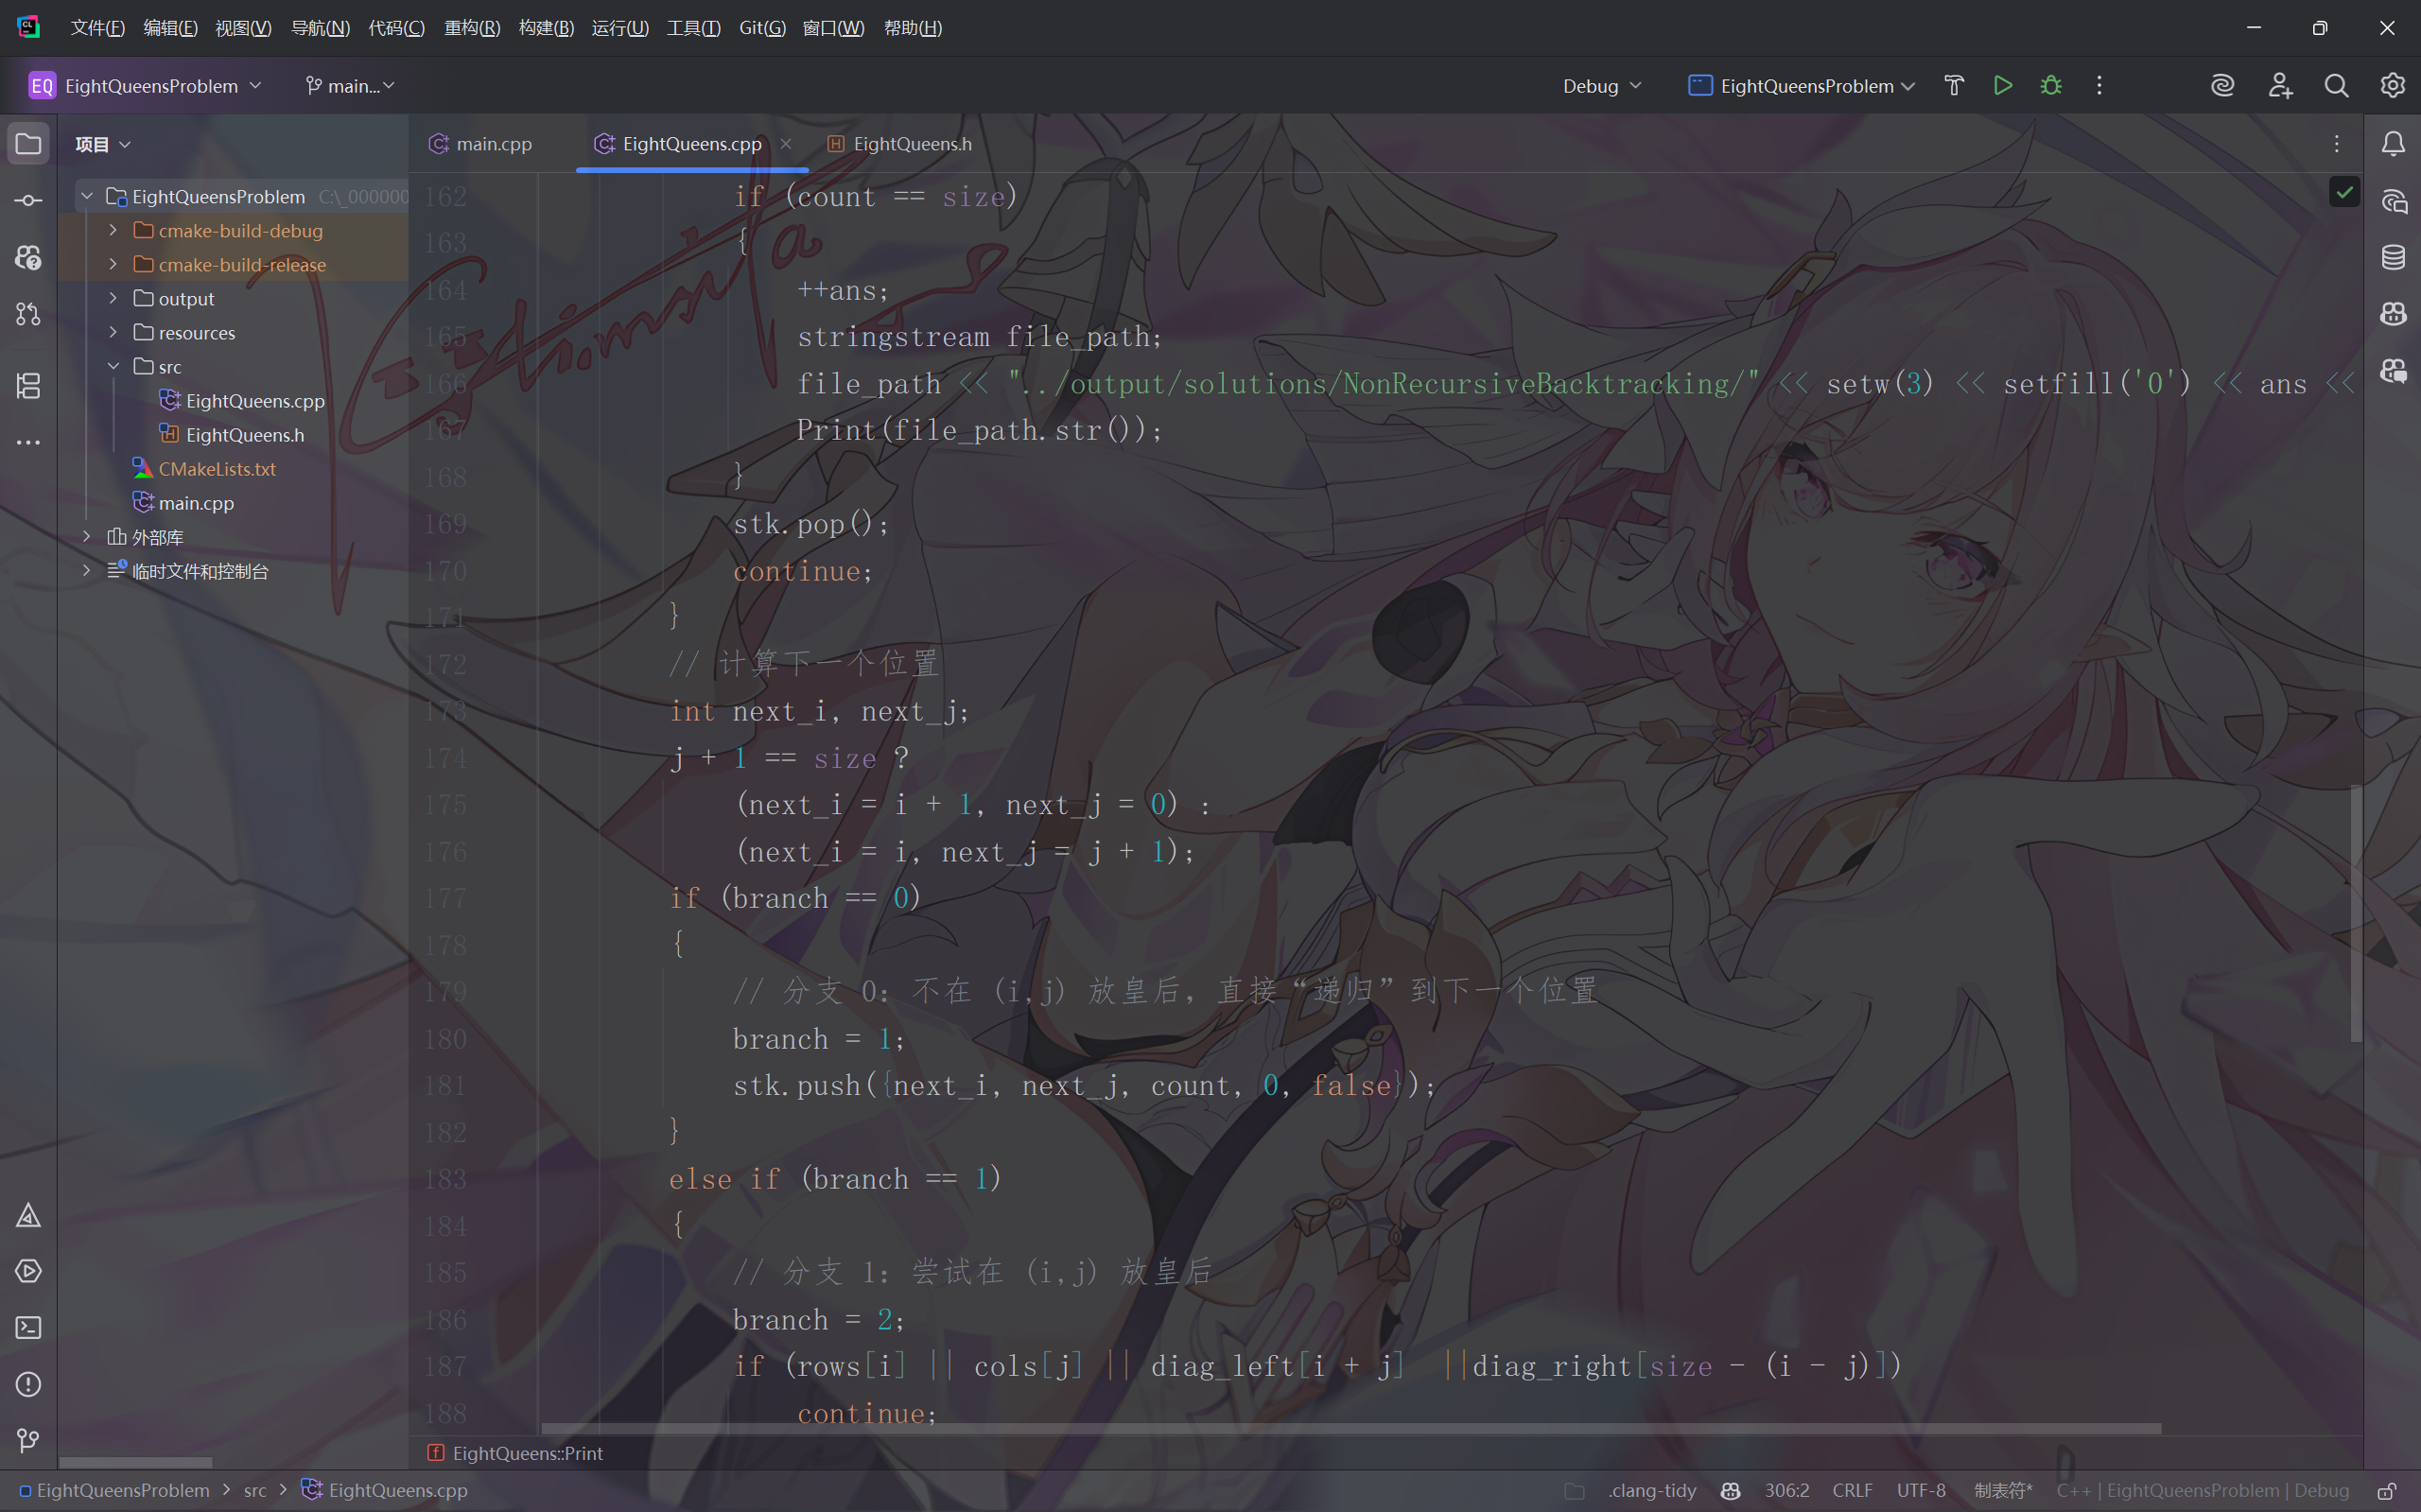 文件(F) 编辑(E) 视图(V) 导航(N) 代码(C) 重构(R) 构建(B) 运行(U) 工具(T) Git(G) 窗口(W) 帮助(H)
EQ EightQueensProblem main... Debug EightQueensProblem
项目
EightQueensProblem C:\_000000
cmake-build-debug
cmake-build-release
output
resources
src
EightQueens.cpp
EightQueens.h
CMakeLists.txt
main.cpp
外部库
临时文件和控制台
main.cpp EightQueens.cpp EightQueens.h
162 if (count == size)
163 {
164 ++ans;
165 stringstream file_path;
166 file_path << "../output/solutions/NonRecursiveBacktracking/" << setw(3) << setfill('0') << ans <<
167 Print(file_path.str());
168 }
169 stk.pop();
170 continue;
171 }
172 // 计算下一个位置
173 int next_i, next_j;
174 j + 1 == size ?
175 (next_i = i + 1, next_j = 0) :
176 (next_i = i, next_j = j + 1);
177 if (branch == 0)
178 {
179 // 分支 0: 不在 (i,j) 放皇后, 直接“递归”到下一个位置
180 branch = 1;
181 stk.push({next_i, next_j, count, 0, false});
182 }
183 else if (branch == 1)
184 {
185 // 分支 1: 尝试在 (i,j) 放皇后
186 branch = 2;
187 if (rows[i] || cols[j] || diag_left[i + j] ||diag_right[size - (i - j)])
188 continue;
EightQueens::Print
EightQueensProblem > src > EightQueens.cpp .clang-tidy 306:2 CRLF UTF-8 制表符* C++ | EightQueensProblem | Debug